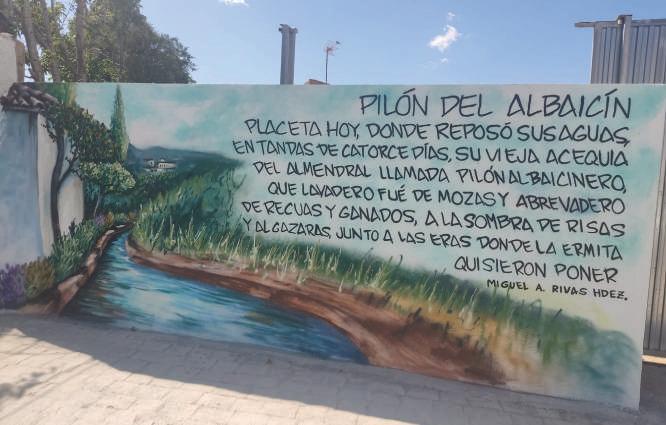 PILÓN DEL ALBAICÍN
PLACETA HOY, DONDE REPOSÓ SUS AGUAS,
EN TANDAS DE CATORCE DÍAS, SU VIEJA ACEQUIA
DEL ALMENDRAL LLAMADA PILÓN ALBAICINERO,
QUE LAVADERO FUÉ DE MOZAS Y ABREVADERO
DE RECUAS Y GANADOS, A LA SOMBRA DE RISAS
Y ALGAZARAS, JUNTO A LAS ERAS DONDE LA ERMITA
QUISIERON PONER
MIGUEL A. RIVAS HDEZ.